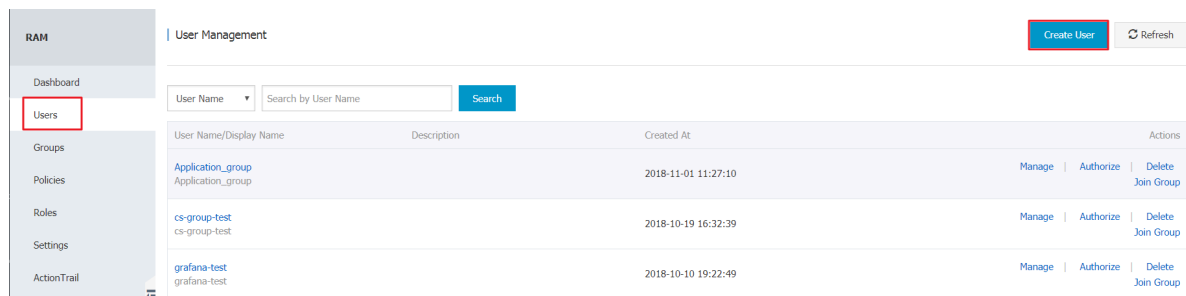 RAM
Dashboard
Users
Groups
Policies
Roles
Settings
ActionTrail
User Management
Create User
Refresh
User Name
Search by User Name
Search
User Name/Display Name Description Created At Actions
Application_group 2018-11-01 11:27:10 Manage | Authorize | Delete
Application_group Join Group
cs-group-test 2018-10-19 16:32:39 Manage | Authorize | Delete
cs-group-test Join Group
grafana-test 2018-10-10 19:22:49 Manage | Authorize | Delete
grafana-test Join Group